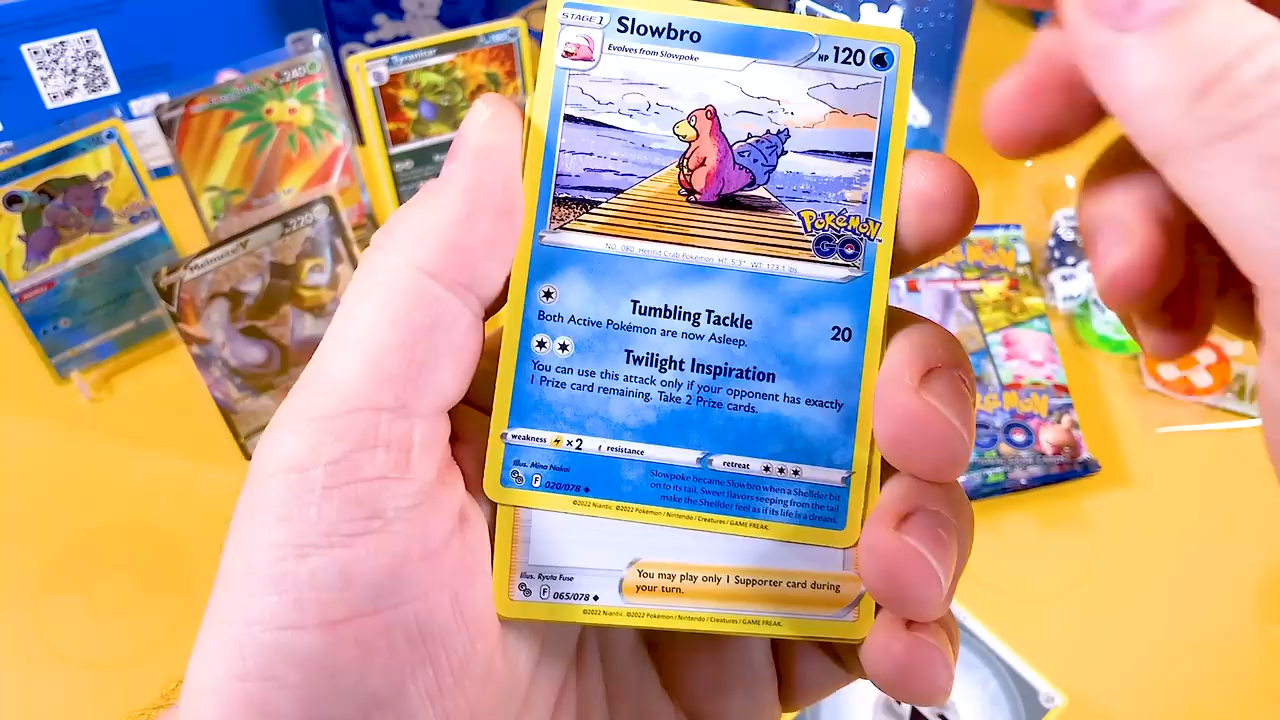 STAGE 1
Slowbro
HP 120
Evolves from Slowpoke
Pokémon
GO
NO. 080 Hermit Crab Pokémon HT: 5'3" WT: 173.1 lbs.
Tumbling Tackle 20
Both Active Pokémon are now Asleep.
Twilight Inspiration
You can use this attack only if your opponent has exactly
1 Prize card remaining. Take 2 Prize cards.
weakness ×2 resistance retreat
Illus. Mina Nakai
F 020/078
Slowpoke became Slowbro when a Shellder bit
on to its tail. Sweet flavors seeping from the tail
make the Shellder feel as if its life is a dream.
©2022 Niantic. ©2022 Pokémon / Nintendo / Creatures / GAME FREAK.
You may play only 1 Supporter card during
your turn.
Illus. Ryuta Fuse
F 065/078
©2022 Niantic. ©2022 Pokémon / Nintendo / Creatures / GAME FREAK.
Melmetal V 220
Tyranitar
POKÉMON
GO